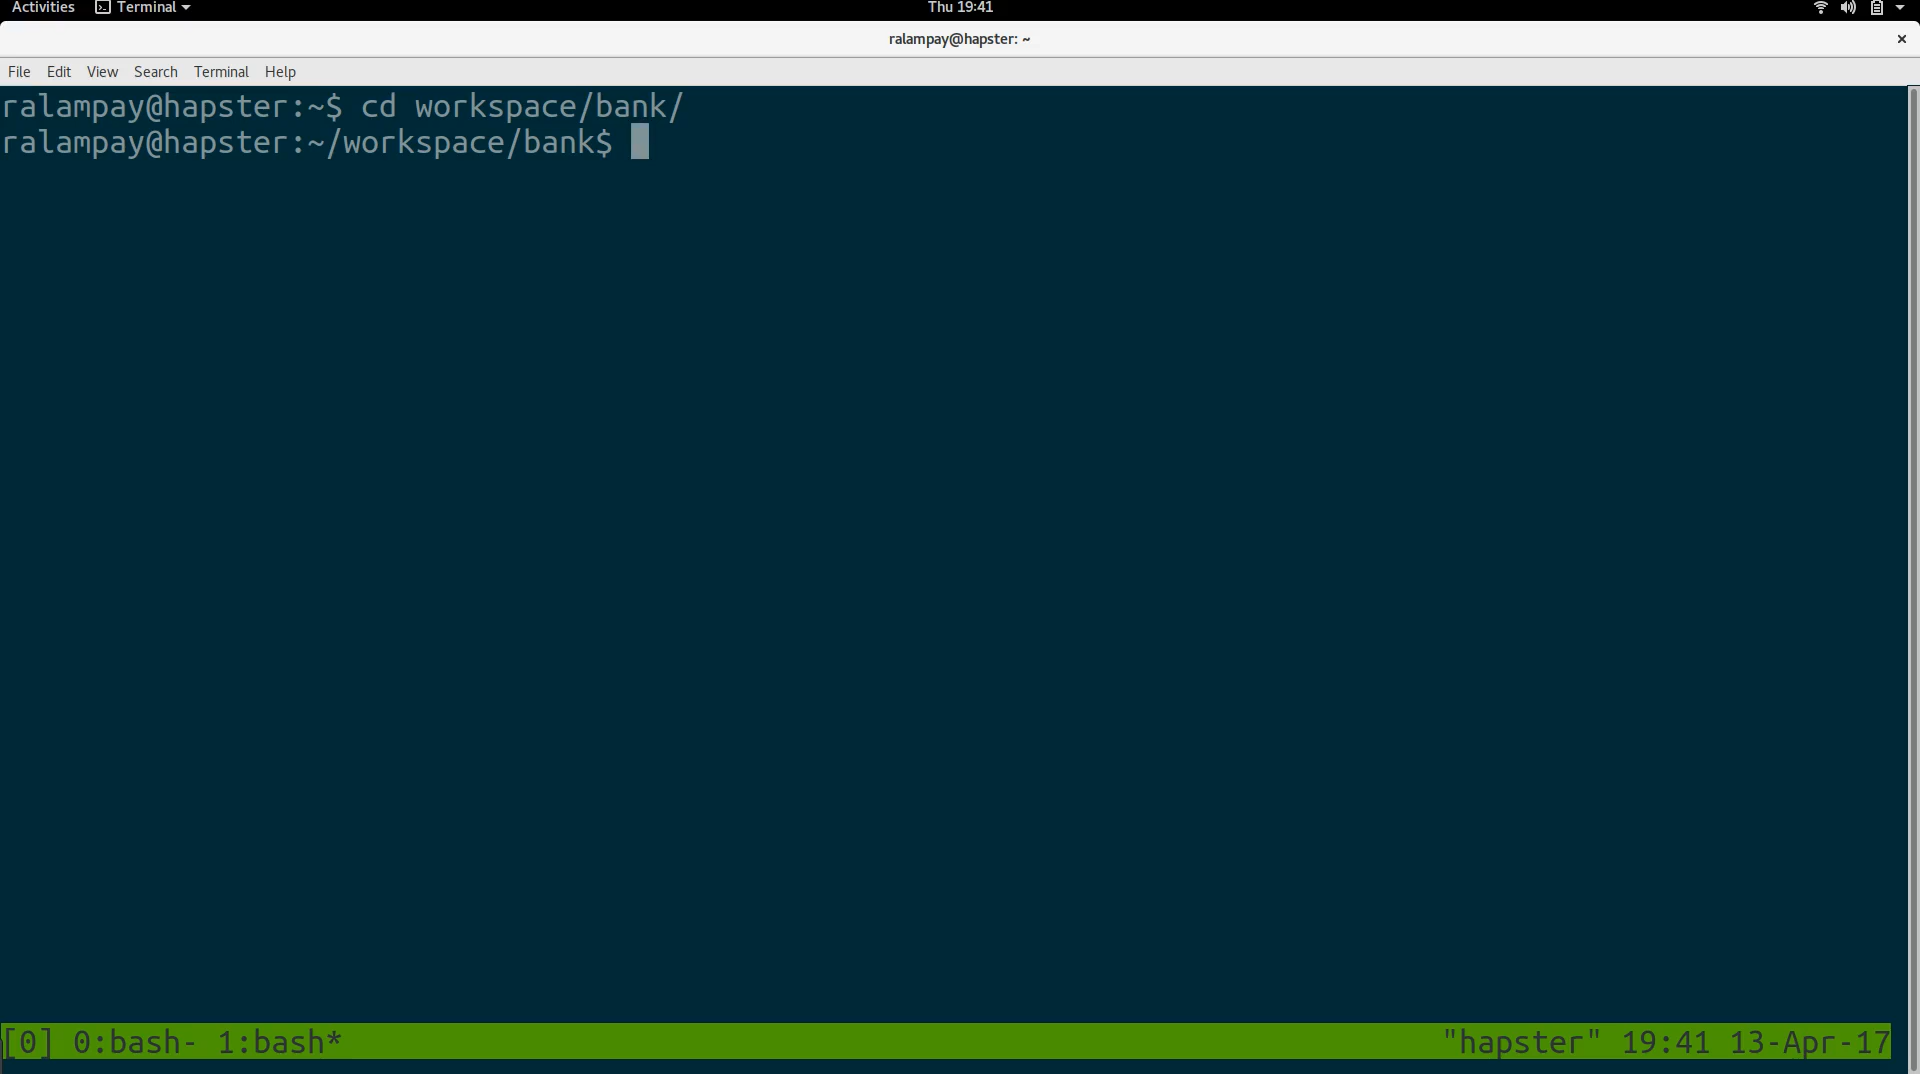 Activities Terminal Thu 19:41
ralampay@hapster: ~ ×
File Edit View Search Terminal Help
ralampay@hapster:~$ cd workspace/bank/
ralampay@hapster:~/workspace/bank$
[0] 0:bash- 1:bash* "hapster" 19:41 13-Apr-17